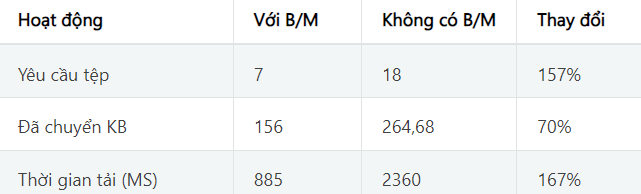 Hoạt động Với B/M Không có B/M Thay đổi
Yêu cầu tệp 7 18 157%
Đã chuyển KB 156 264,68 70%
Thời gian tải (MS) 885 2360 167%